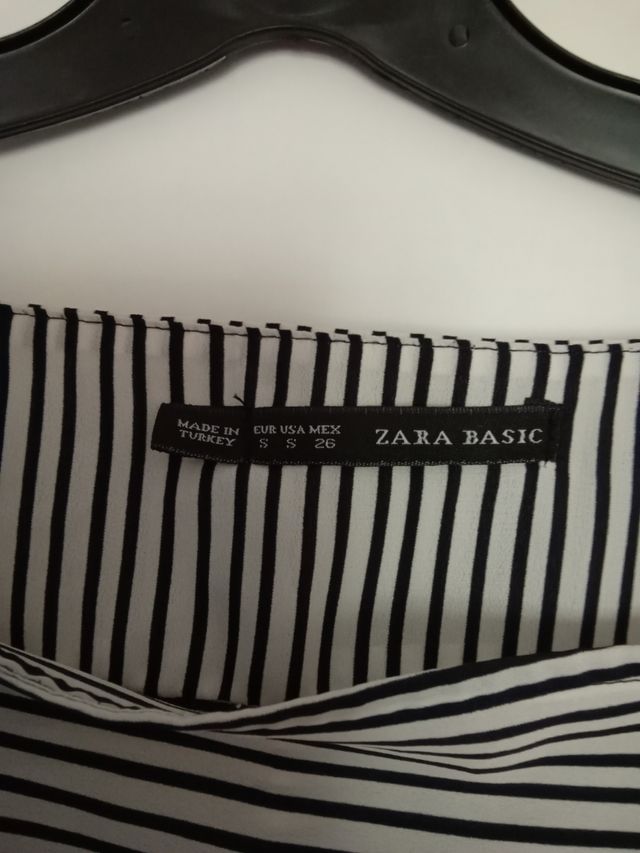 MADE IN
TURKEY
EUR USA MEX
S S 26
ZARA BASIC